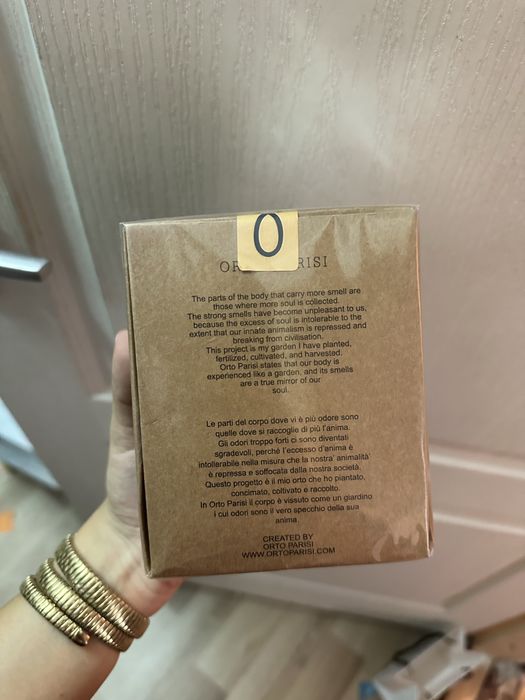 O
OR RISI
The parts of the body that carry more smell are
those where more soul is collected.
The strong smells have become unpleasant to us,
because the excess of soul is intolerable to the
extent that our innate animalism is repressed and
breaking from civilisation.
This project is my garden I have planted,
fertilized, cultivated, and harvested.
Orto Parisi states that our body is
experienced like a garden, and its smells
are a true mirror of our
soul.
Le parti del corpo dove vi è più odore sono
quelle dove si raccoglie di più l'anima.
Gli odori troppo forti ci sono diventati
sgradevoli, perché l'eccesso d'anima è
intollerabile nella misura che la nostra' animalità
è repressa e soffocata dalla nostra società.
Questo progetto è il mio orto che ho piantato,
concimato, coltivato e raccolto.
In Orto Parisi il corpo è vissuto come un giardino
i cui odori sono il vero specchio della sua
anima.
CREATED BY
ORTO PARISI
WWW.ORTOPARISI.COM